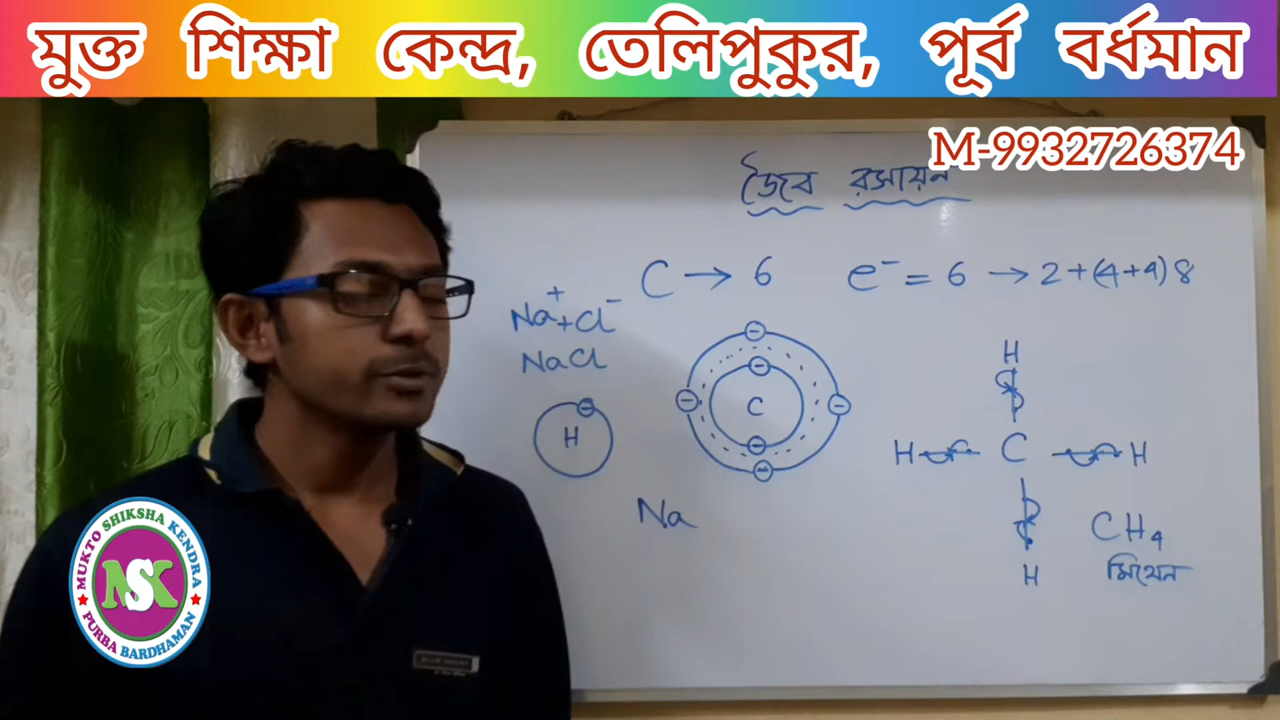 মুক্ত শিক্ষা কেন্দ্র, তেলিপুকুর, পূর্ব বর্ধমান
M-9932726374
জৈব রসায়ন
C → 6 e⁻ = 6 → 2+(4+4)8
Na⁺+Cl⁻
NaCl
H
C
H
H C H
H
Na
CH₄
মিথেন
MUKTO SHIKSHA KENDRA
MSK
PURBA BARDHAMAN